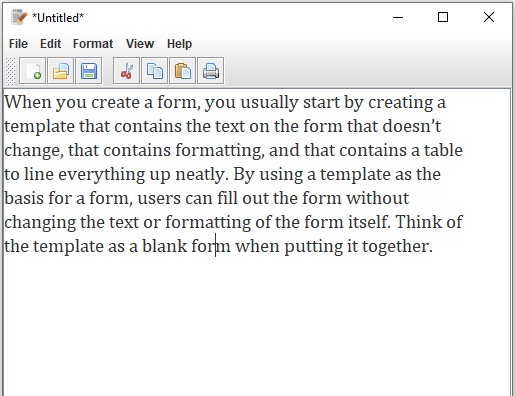 *Untitled*
File Edit Format View Help
When you create a form, you usually start by creating a
template that contains the text on the form that doesn’t
change, that contains formatting, and that contains a table
to line everything up neatly. By using a template as the
basis for a form, users can fill out the form without
changing the text or formatting of the form itself. Think of
the template as a blank form when putting it together.